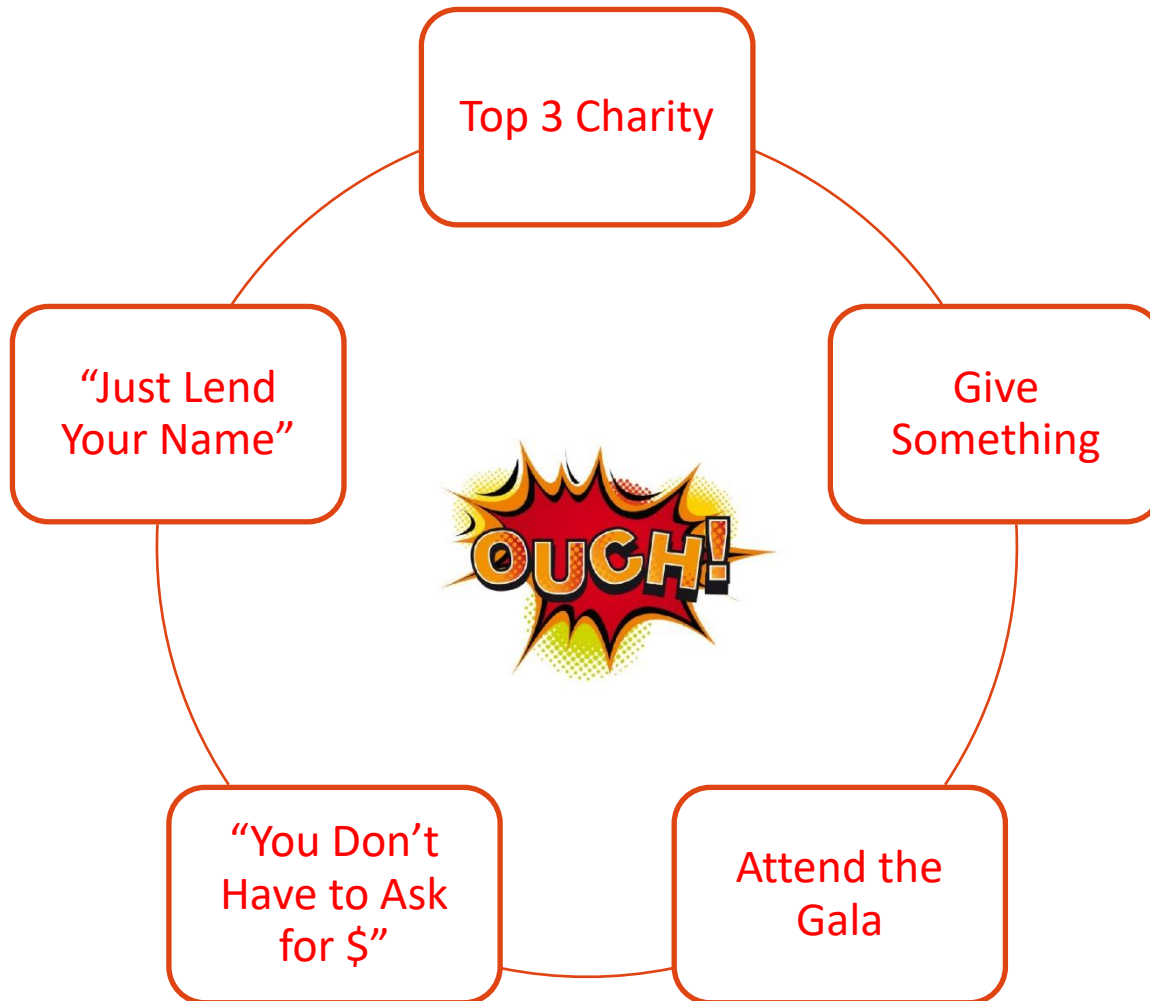 Top 3 Charity
Give
Something
Attend the
Gala
“You Don’t
Have to Ask
for $”
“Just Lend
Your Name”
OUCH!